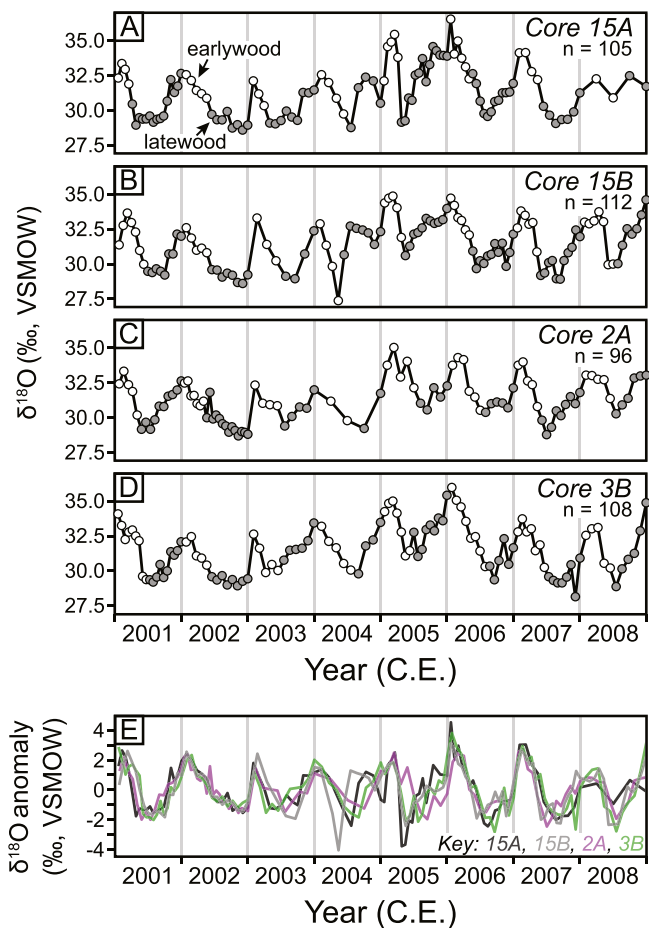 A
Core 15A
n = 105
earlywood
latewood
35.0
32.5
30.0
27.5
B
Core 15B
n = 112
35.0
32.5
30.0
27.5
δ18O (‰, VSMOW)
C
Core 2A
n = 96
35.0
32.5
30.0
27.5
D
Core 3B
n = 108
35.0
32.5
30.0
27.5
2001 2002 2003 2004 2005 2006 2007 2008
Year (C.E.)
E
4
2
0
-2
-4
δ18O anomaly
(‰, VSMOW)
Key: 15A, 15B, 2A, 3B
2001 2002 2003 2004 2005 2006 2007 2008
Year (C.E.)